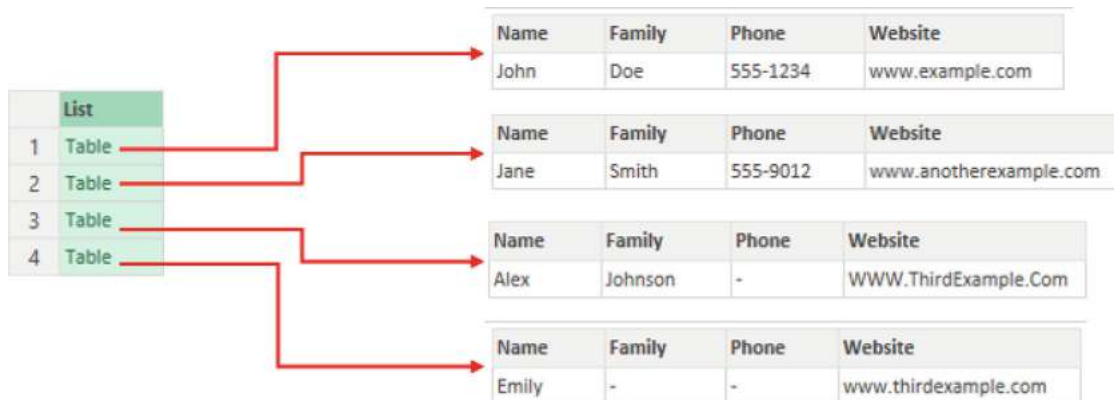 List
1 Table
2 Table
3 Table
4 Table
Name Family Phone Website
John Doe 555-1234 www.example.com
Name Family Phone Website
Jane Smith 555-9012 www.anotherexample.com
Name Family Phone Website
Alex Johnson - WWW.ThirdExample.Com
Name Family Phone Website
Emily - - www.thirdexample.com